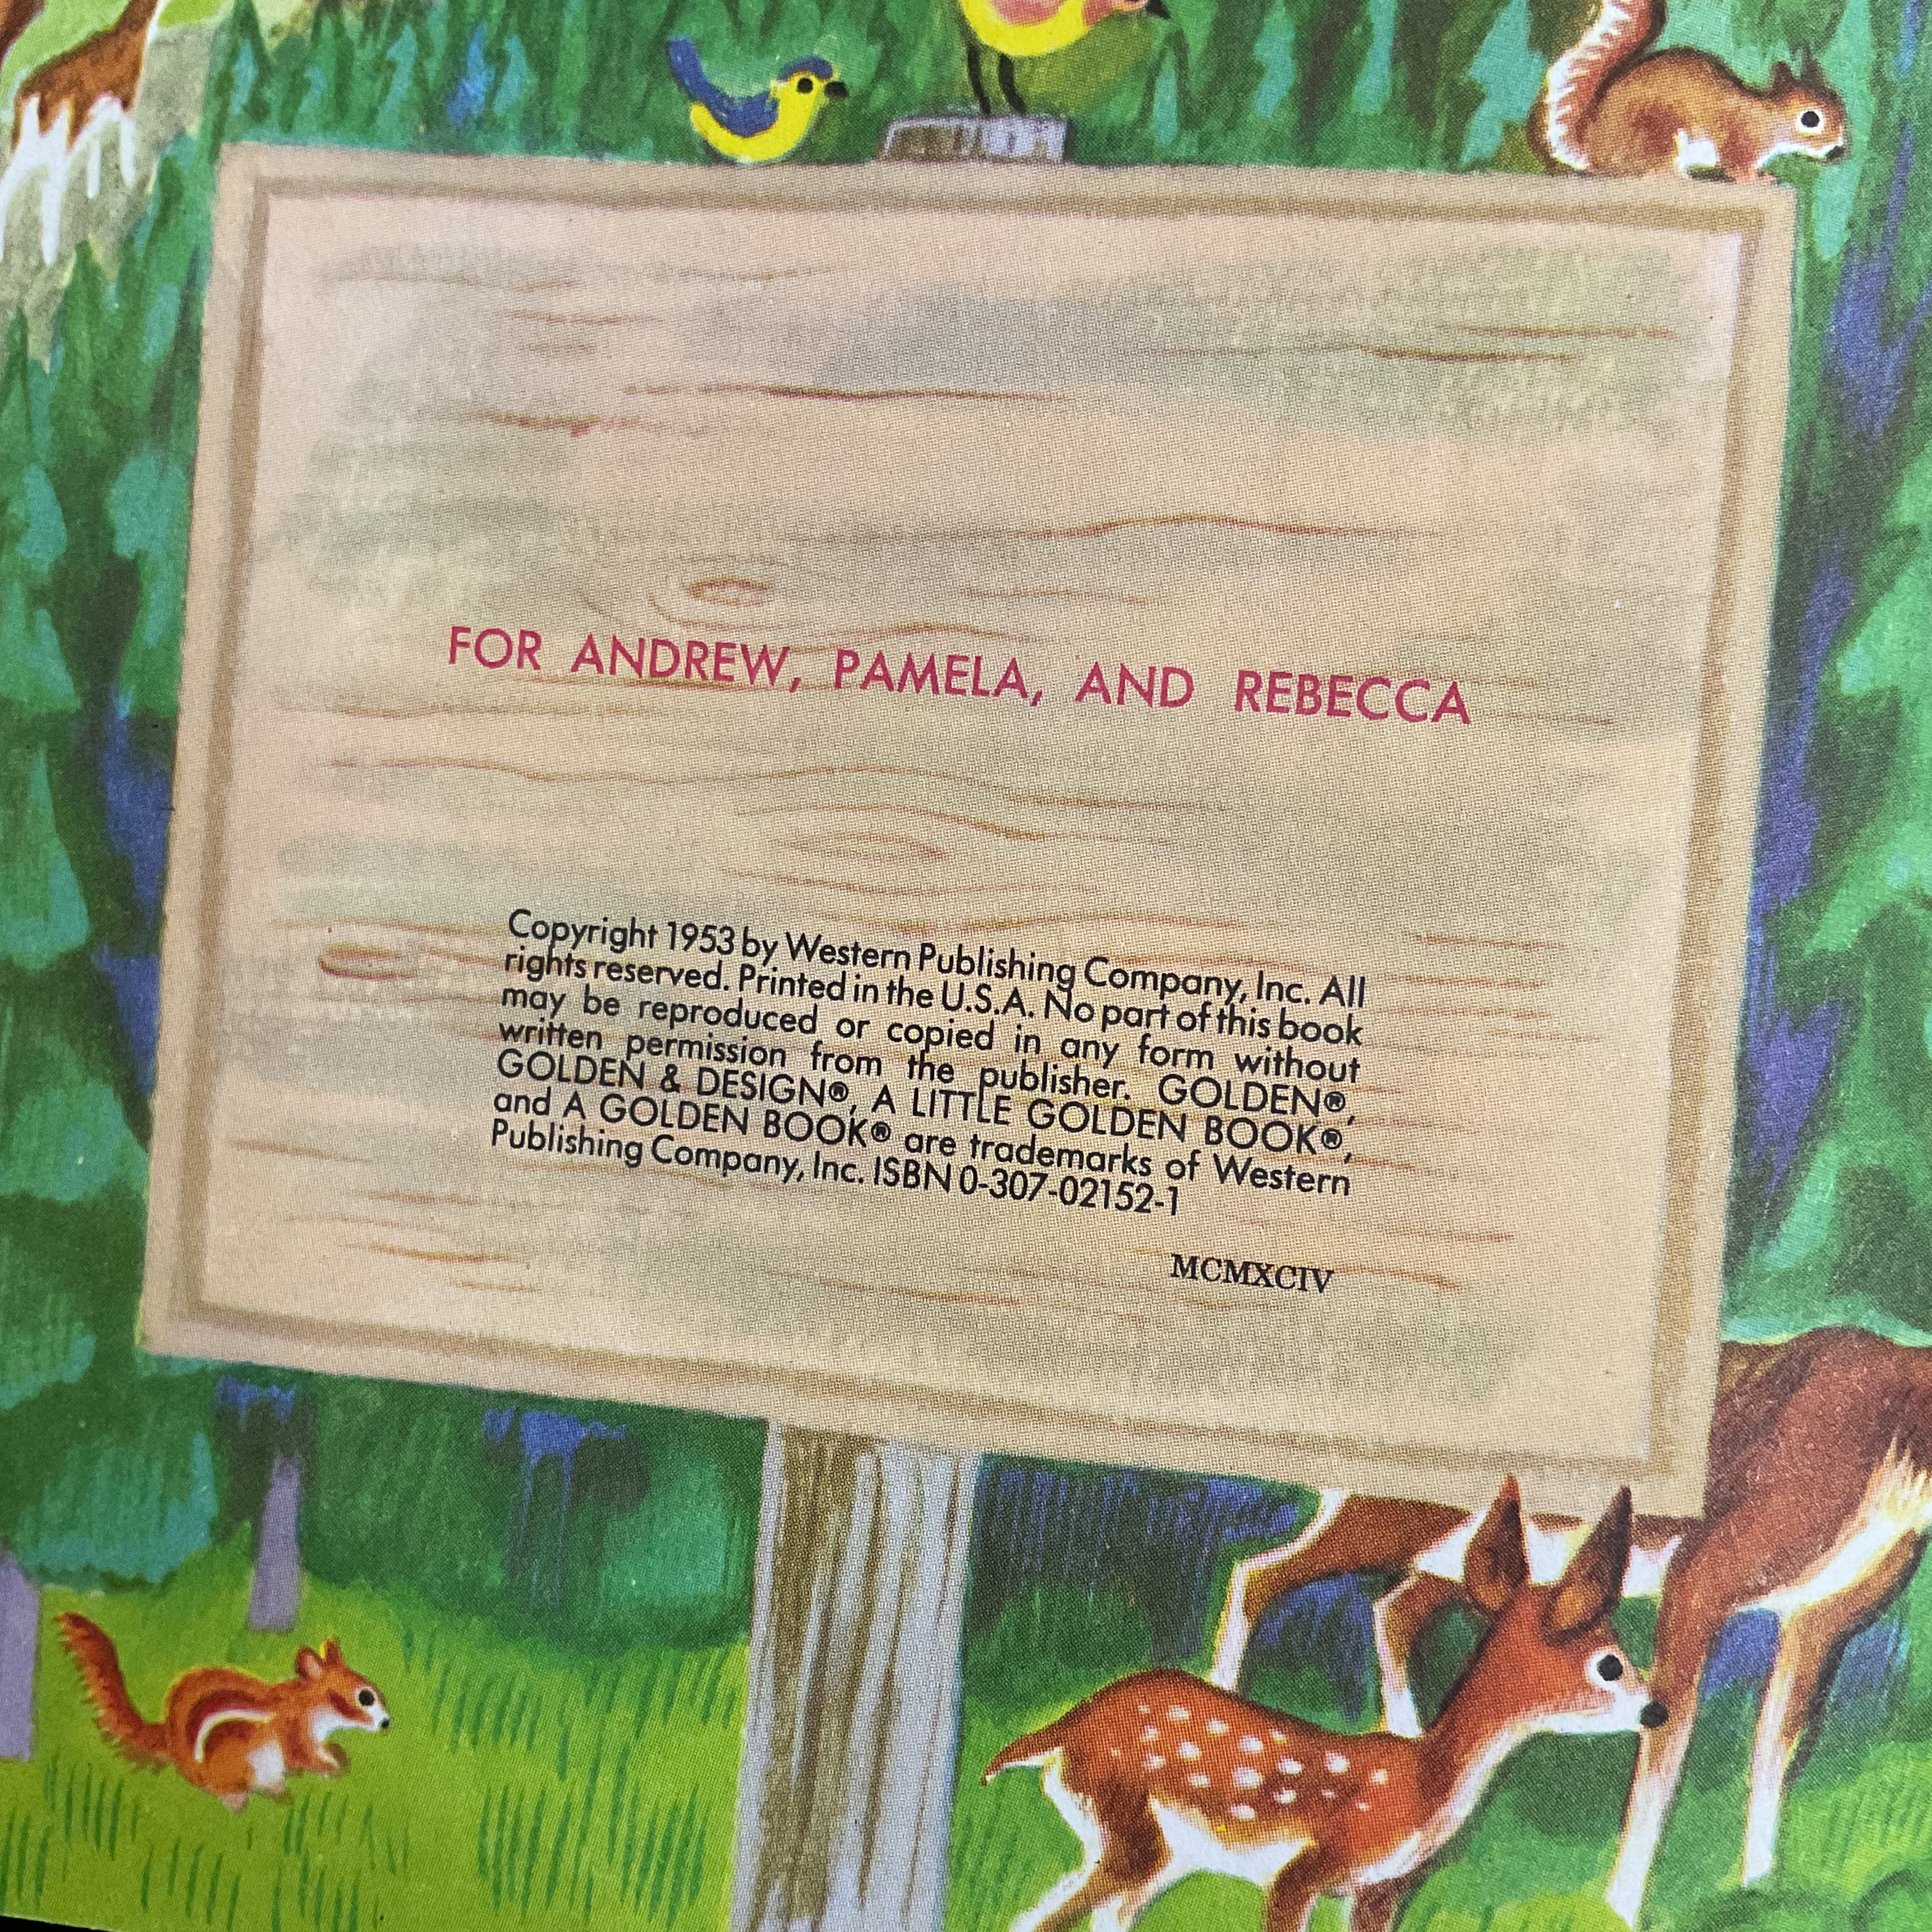 FOR ANDREW, PAMELA, AND REBECCA
Copyright 1953 by Western Publishing Company, Inc. All
rights reserved. Printed in the U.S.A. No part of this book
may be reproduced or copied in any form without
written permission from the publisher. GOLDEN®,
GOLDEN & DESIGN®, A LITTLE GOLDEN BOOK®,
and A GOLDEN BOOK® are trademarks of Western
Publishing Company, Inc. ISBN 0-307-02152-1
MCMXCIV